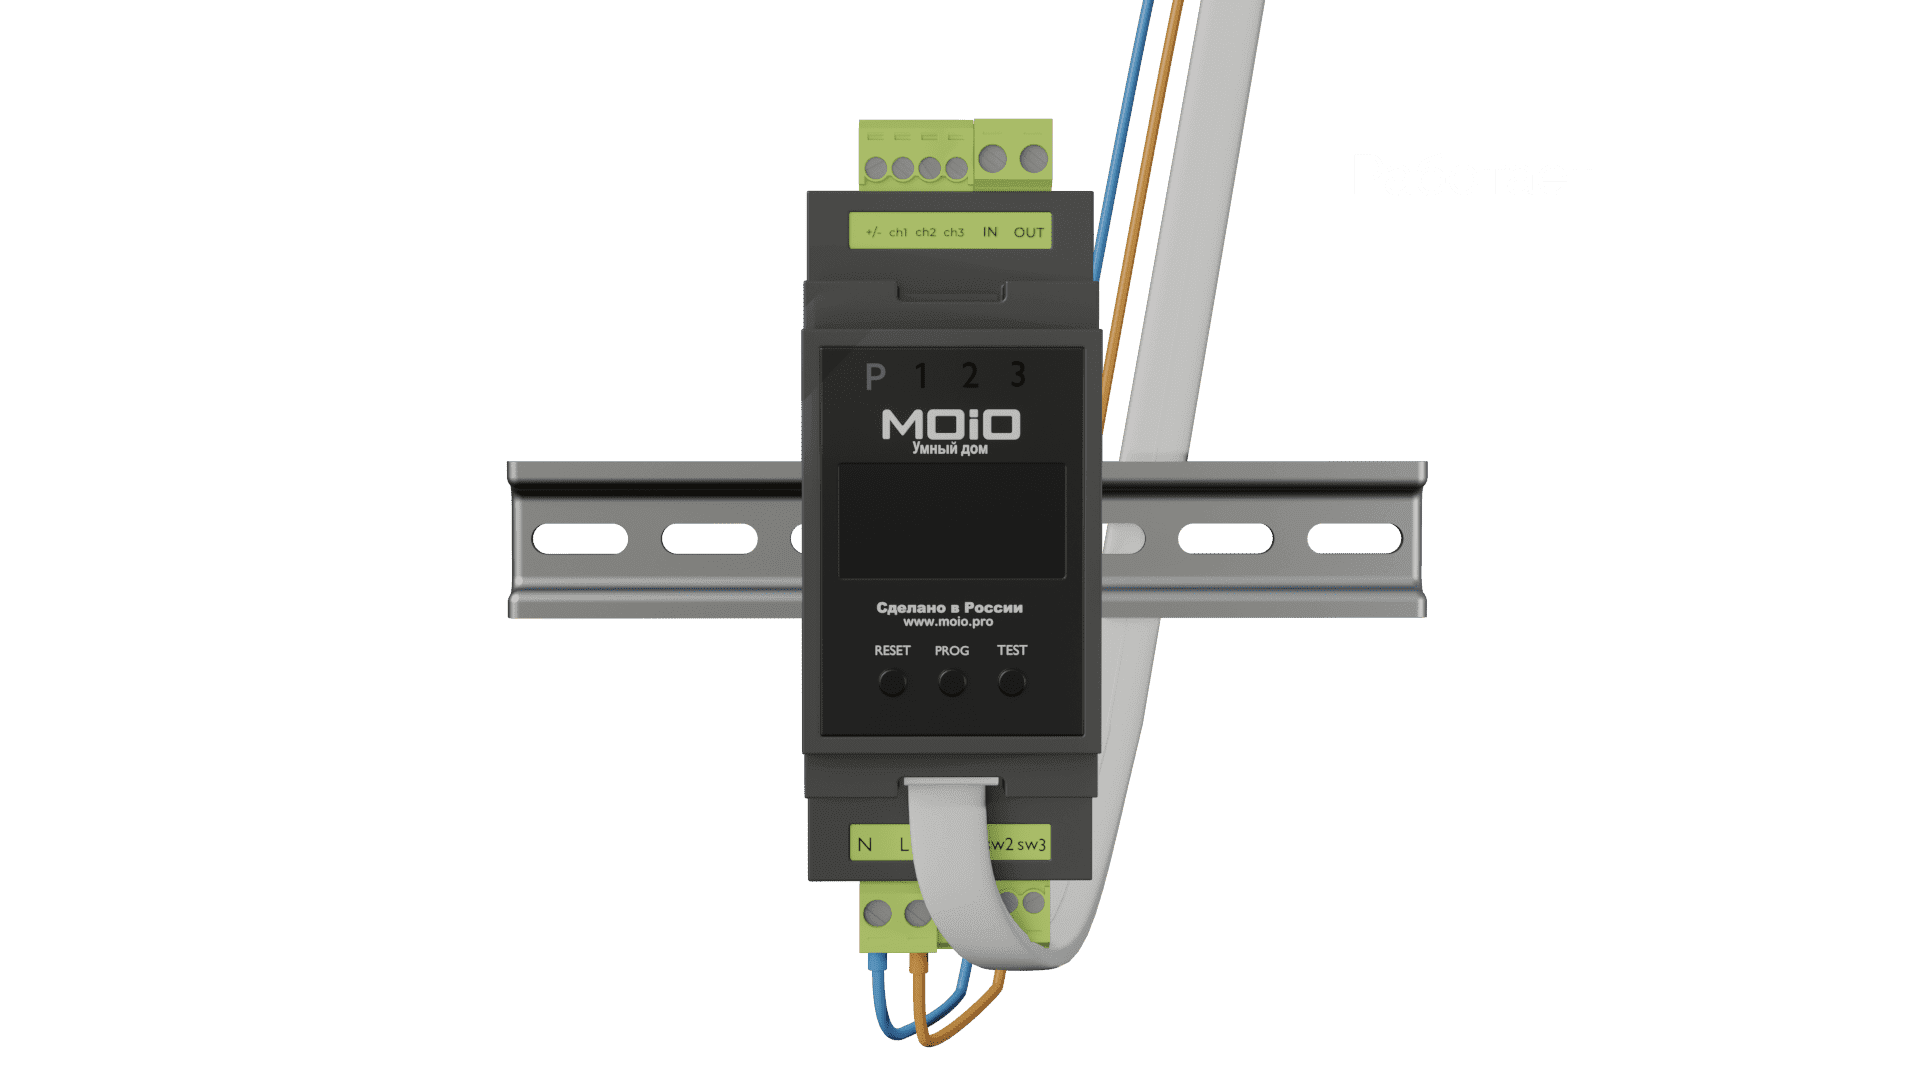 +/- ch1 ch2 ch3 IN OUT
P 1 2 3
MOiO
Умный дом
Сделано в России
www.moio.pro
RESET PROG TEST
N L sw2 sw3